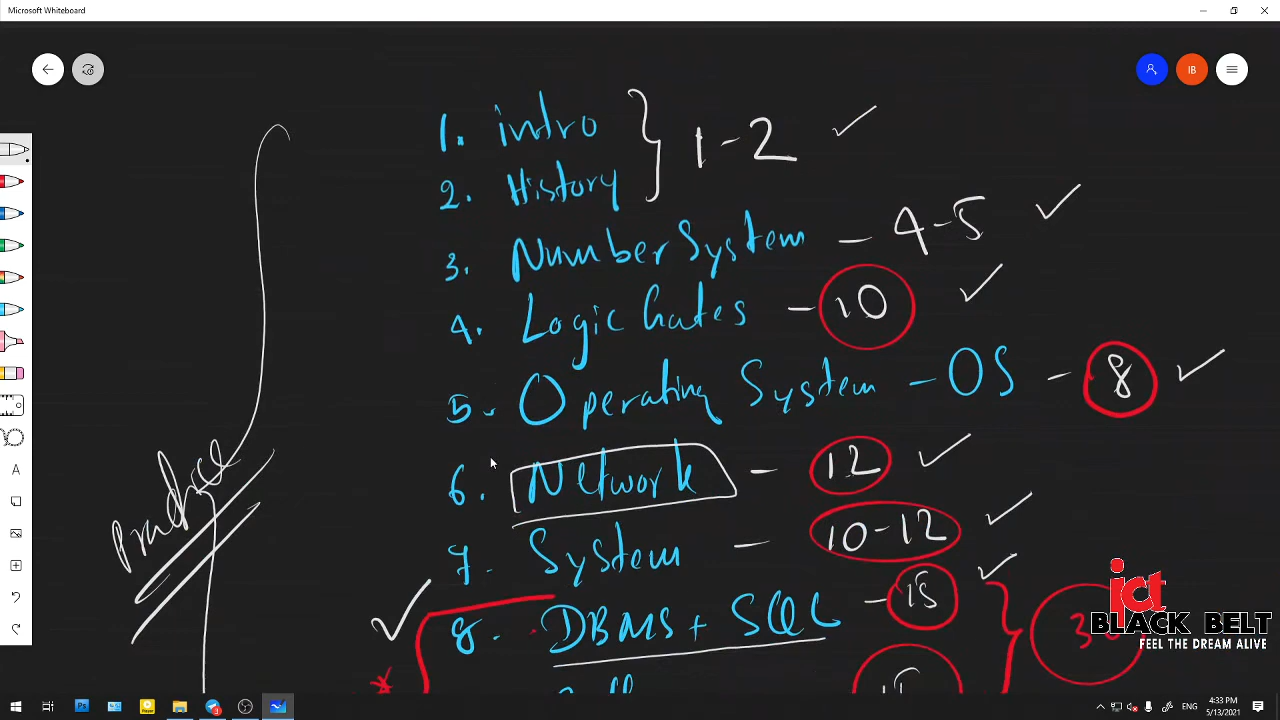 Microsoft Whiteboard
IB
1. intro
2. History
1-2
3. Number System - 4-5
4. Logic Gates - 10
5. Operating System - OS - 8
6. Network - 12
7. System - 10-12
8. DBMS + SQL - 15
Practice
A
ict
BLACK BELT
FEEL THE DREAM ALIVE
ENG
4:33 PM
5/13/2021